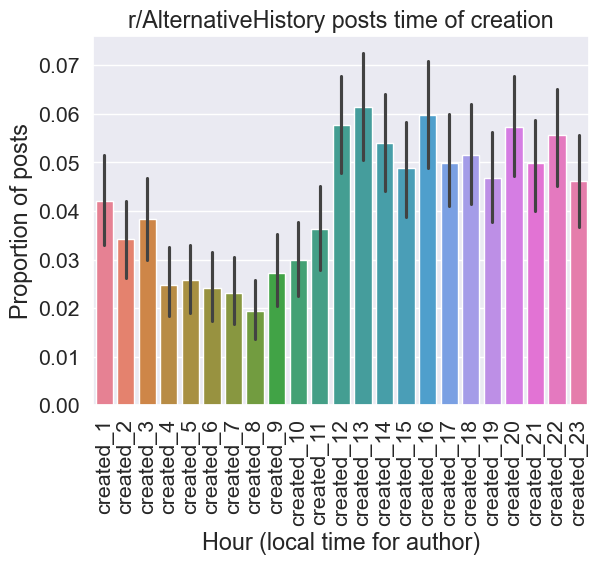 r/AlternativeHistory posts time of creation
Proportion of posts
0.07
0.06
0.05
0.04
0.03
0.02
0.01
0.00
created_1
created_2
created_3
created_4
created_5
created_6
created_7
created_8
created_9
created_10
created_11
created_12
created_13
created_14
created_15
created_16
created_17
created_18
created_19
created_20
created_21
created_22
created_23
Hour (local time for author)